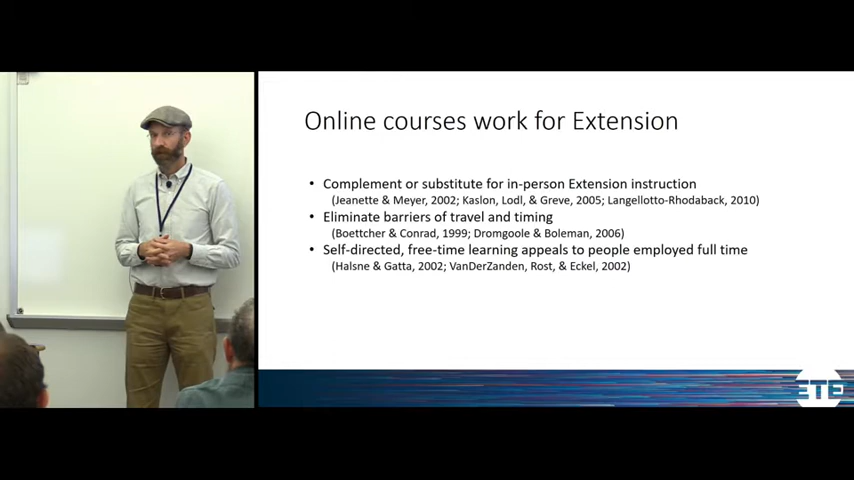 Online courses work for Extension
• Complement or substitute for in-person Extension instruction
(Jeanette & Meyer, 2002; Kaslon, Lodl, & Greve, 2005; Langellotto-Rhodaback, 2010)
• Eliminate barriers of travel and timing
(Boettcher & Conrad, 1999; Dromgoole & Boleman, 2006)
• Self-directed, free-time learning appeals to people employed full time
(Halsne & Gatta, 2002; VanDerZanden, Rost, & Eckel, 2002)
ETE